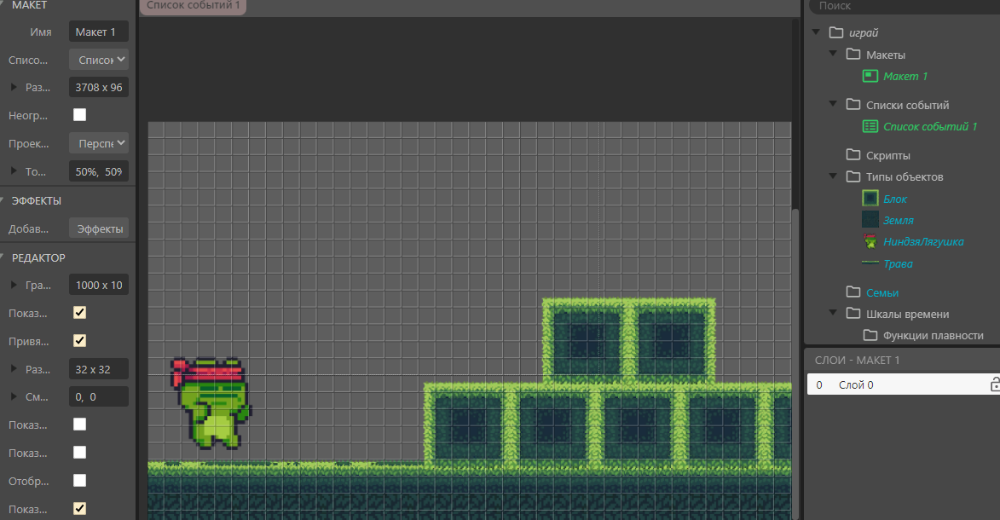 МАКЕТ
Имя
Макет 1
Списо...
Список
Раз...
3708 x 96
Неогр...
Проек...
Перспе
То...
50%, 509
ЭФФЕКТЫ
Добав...
Эффекты
РЕДАКТОР
Гра...
1000 x 10
Показ...
Привя...
Раз...
32 x 32
См...
0, 0
Показ...
Показ...
Отобр...
Показ...
Список событий 1
Поиск
играй
Макеты
Макет 1
Списки событий
Список событий 1
Скрипты
Типы объектов
Блок
Земля
НиндзяЛягушка
Трава
Семьи
Шкалы времени
Функции плавности
СЛОИ - МАКЕТ 1
0 Слой 0